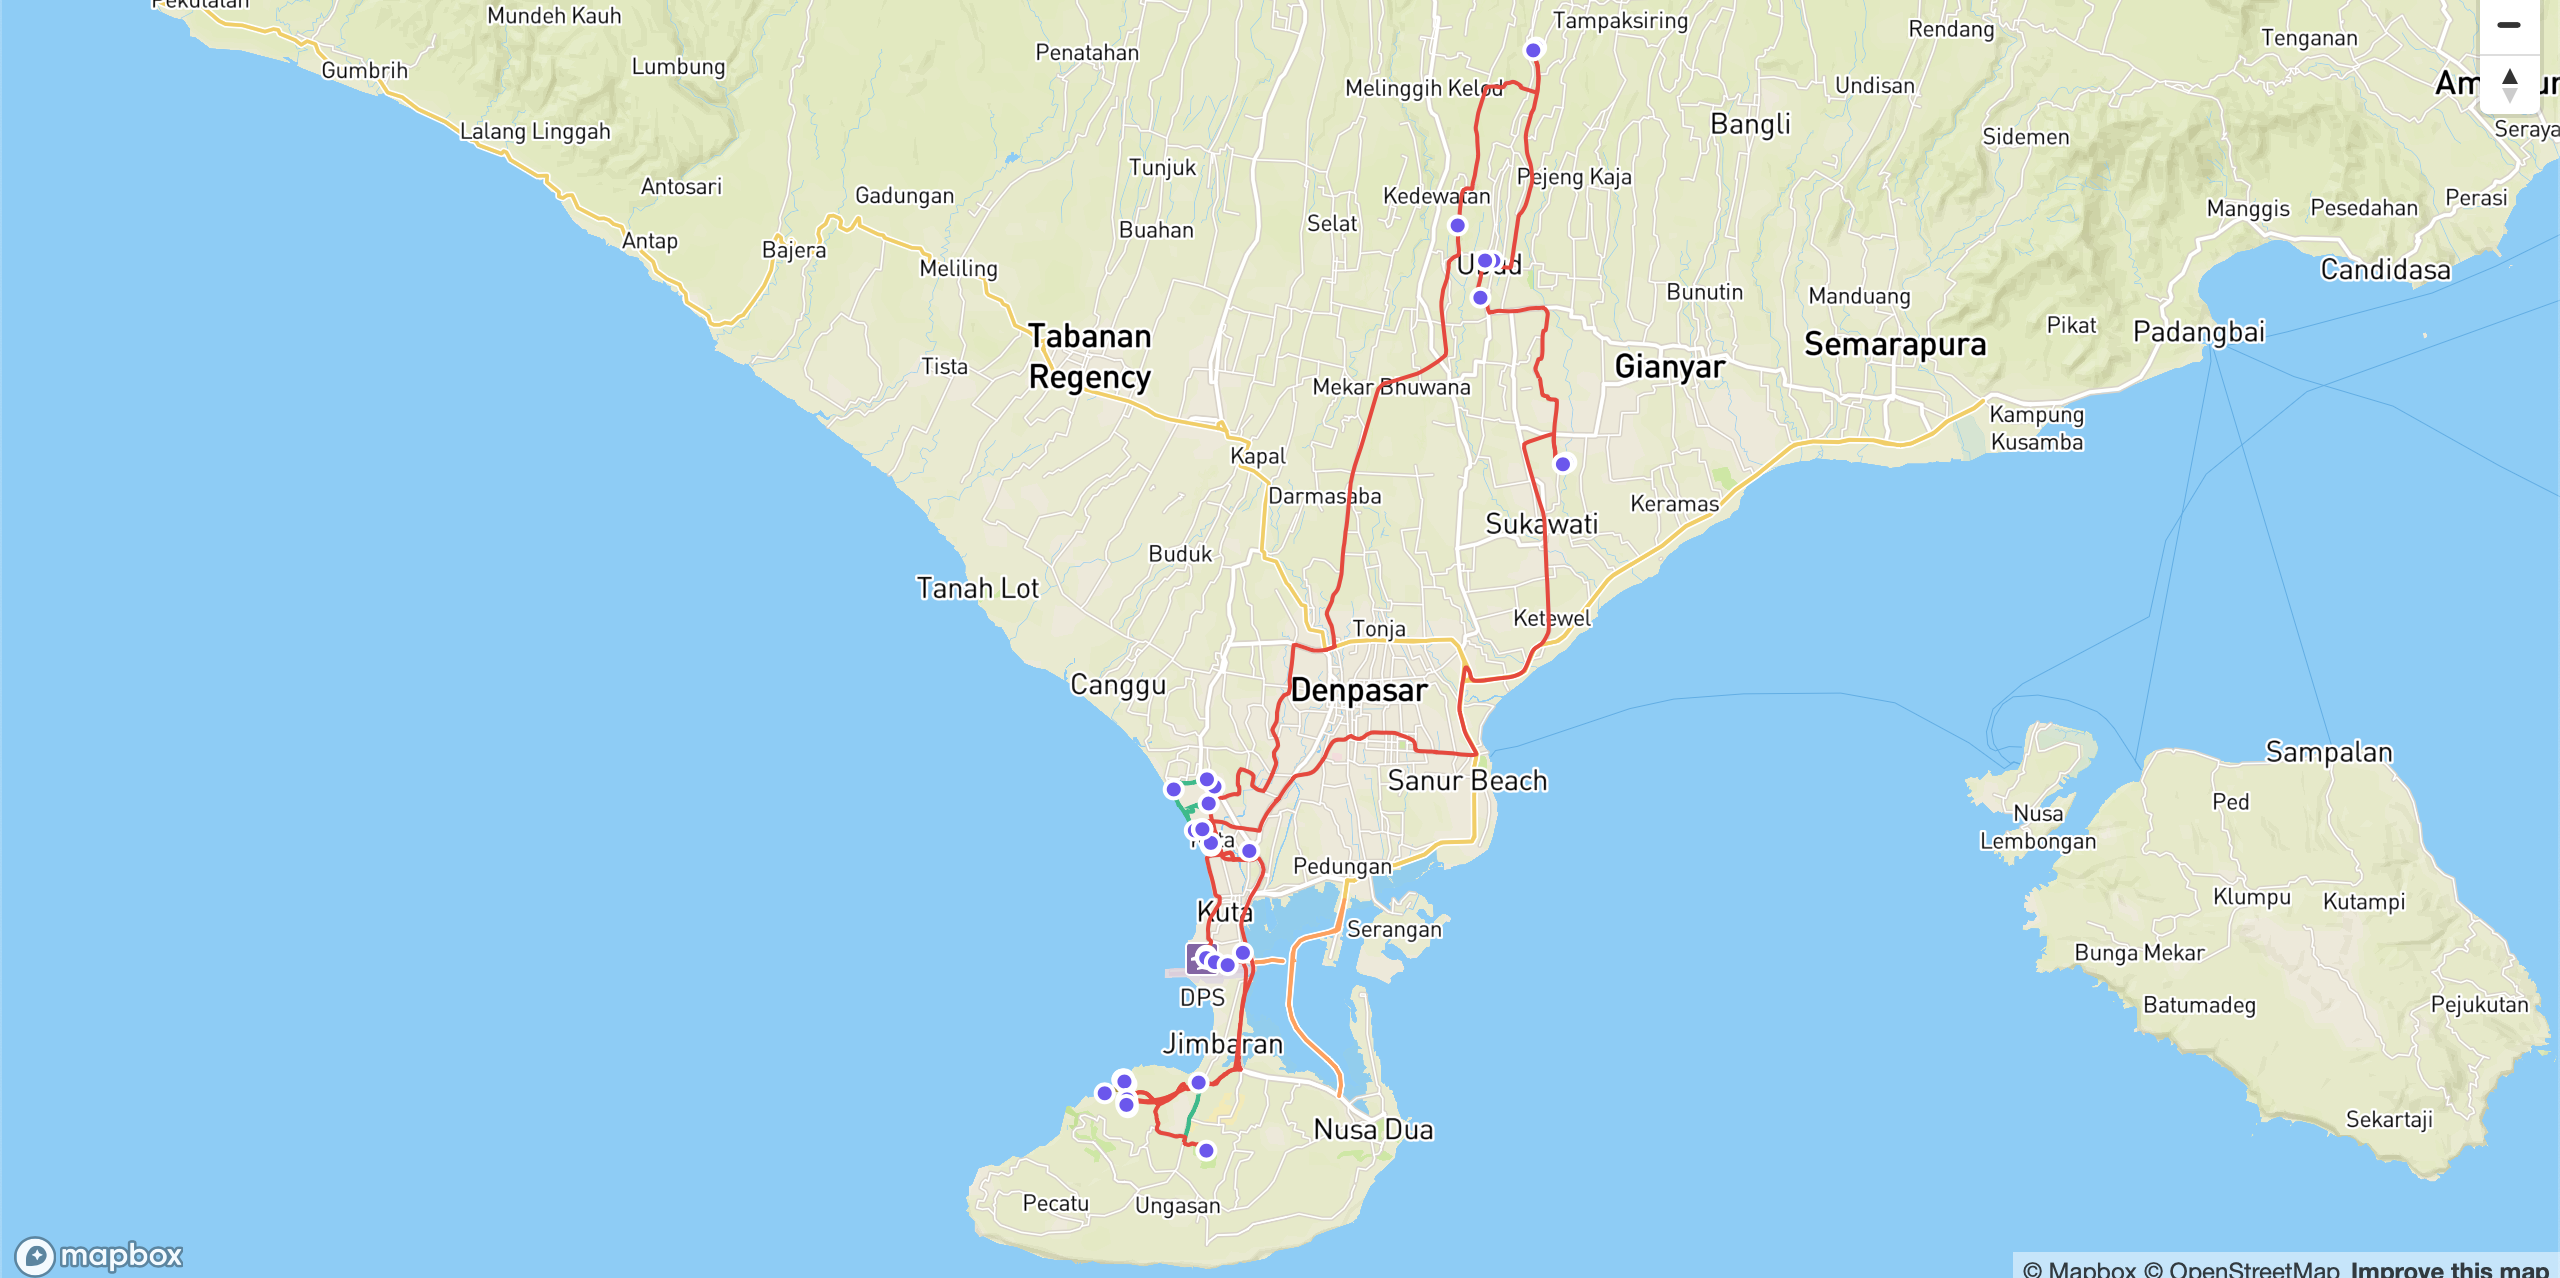 Pekutatan
Mundeh Kauh
Tampaksiring
Rendang
Tenganan
Penatahan
Gumbrih
Lumbung
Melinggih Kelod
Undisan
Bangli
Lalang Linggah
Sidemen
Seraya
Tunjuk
Antosari
Gadungan
Kedewatan
Pejeng Kaja
Perasi
Manggis
Pesedahan
Antap
Buahan
Selat
Bajera
Meliling
Ubud
Candidasa
Bunutin
Manduang
Tabanan
Regency
Pikat
Padangbai
Semarapura
Gianyar
Tista
Mekar Bhuwana
Kampung
Kusamba
Kapal
Darmasaba
Keramas
Sukawati
Buduk
Tanah Lot
Ketewel
Tonja
Canggu
Denpasar
Sanur Beach
Sampalan
Ped
Nusa
Lembongan
Pedungan
Klumpu
Kutampi
Kuta
Serangan
Bunga Mekar
DPS
Batumadeg
Pejukutan
Jimbaran
Nusa Dua
Sekartaji
Pecatu
Ungasan
mapbox
© Mapbox © OpenStreetMap Improve this map